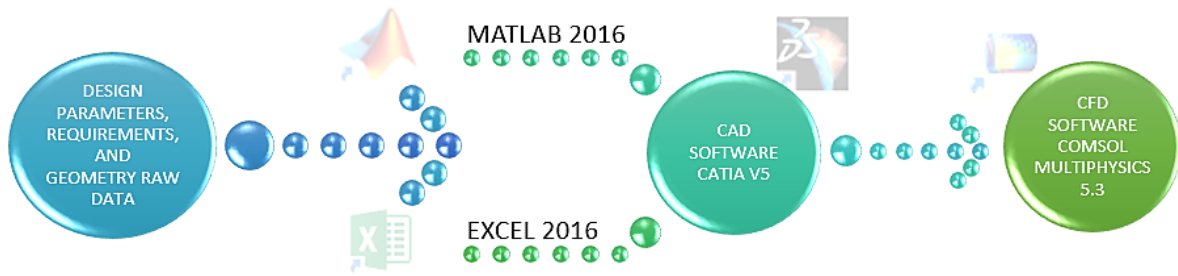 DESIGN
PARAMETERS,
REQUIREMENTS,
AND
GEOMETRY RAW
DATA
MATLAB 2016
EXCEL 2016
CAD
SOFTWARE
CATIA V5
CFD
SOFTWARE
COMSOL
MULTIPHYSICS
5.3